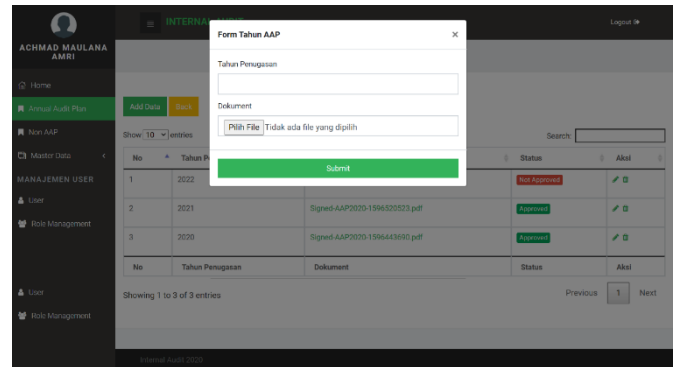 INTERNAL AUDIT
Logout
ACHMAD MAULANA
AMRI
Form Tahun AAP
×
Tahun Penugasan
Home
Annual Audit Plan
Add Data
Back
Dokument
Pilih File Tidak ada file yang dipilih
Non AAP
Show 10 entries
Search:
Master Data
Submit
No
Status
Aksi
MANAJEMEN USER
1 2022 Not Approved
User
2 2021 Signed-AAP2020-1596520523.pdf Approved
Role Management
3 2020 Signed-AAP2020-1596443690.pdf Approved
No Tahun Penugasan Dokument Status Aksi
User
Showing 1 to 3 of 3 entries
Previous 1 Next
Role Management
Internal Audit 2020